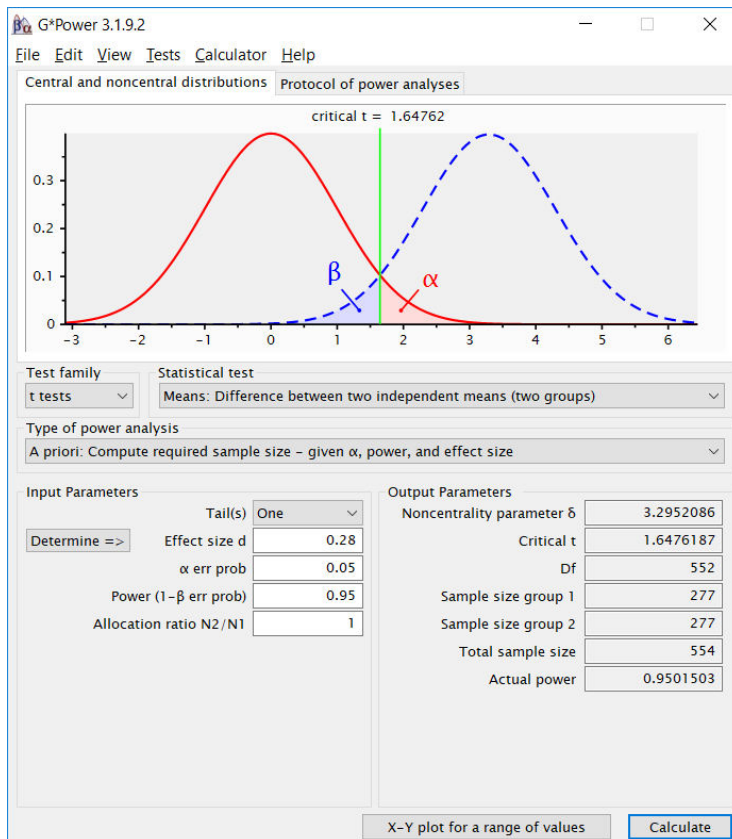 βα G*Power 3.1.9.2
File Edit View Tests Calculator Help
Central and noncentral distributions Protocol of power analyses
critical t = 1.64762
0.3
0.2
0.1
0
β α
-3 -2 -1 0 1 2 3 4 5 6
Test family Statistical test
t tests Means: Difference between two independent means (two groups)
Type of power analysis
A priori: Compute required sample size - given α, power, and effect size
Input Parameters Output Parameters
Tail(s) One Noncentrality parameter δ 3.2952086
Determine => Effect size d 0.28 Critical t 1.6476187
α err prob 0.05 Df 552
Power (1-β err prob) 0.95 Sample size group 1 277
Allocation ratio N2/N1 1 Sample size group 2 277
Total sample size 554
Actual power 0.9501503
X-Y plot for a range of values Calculate